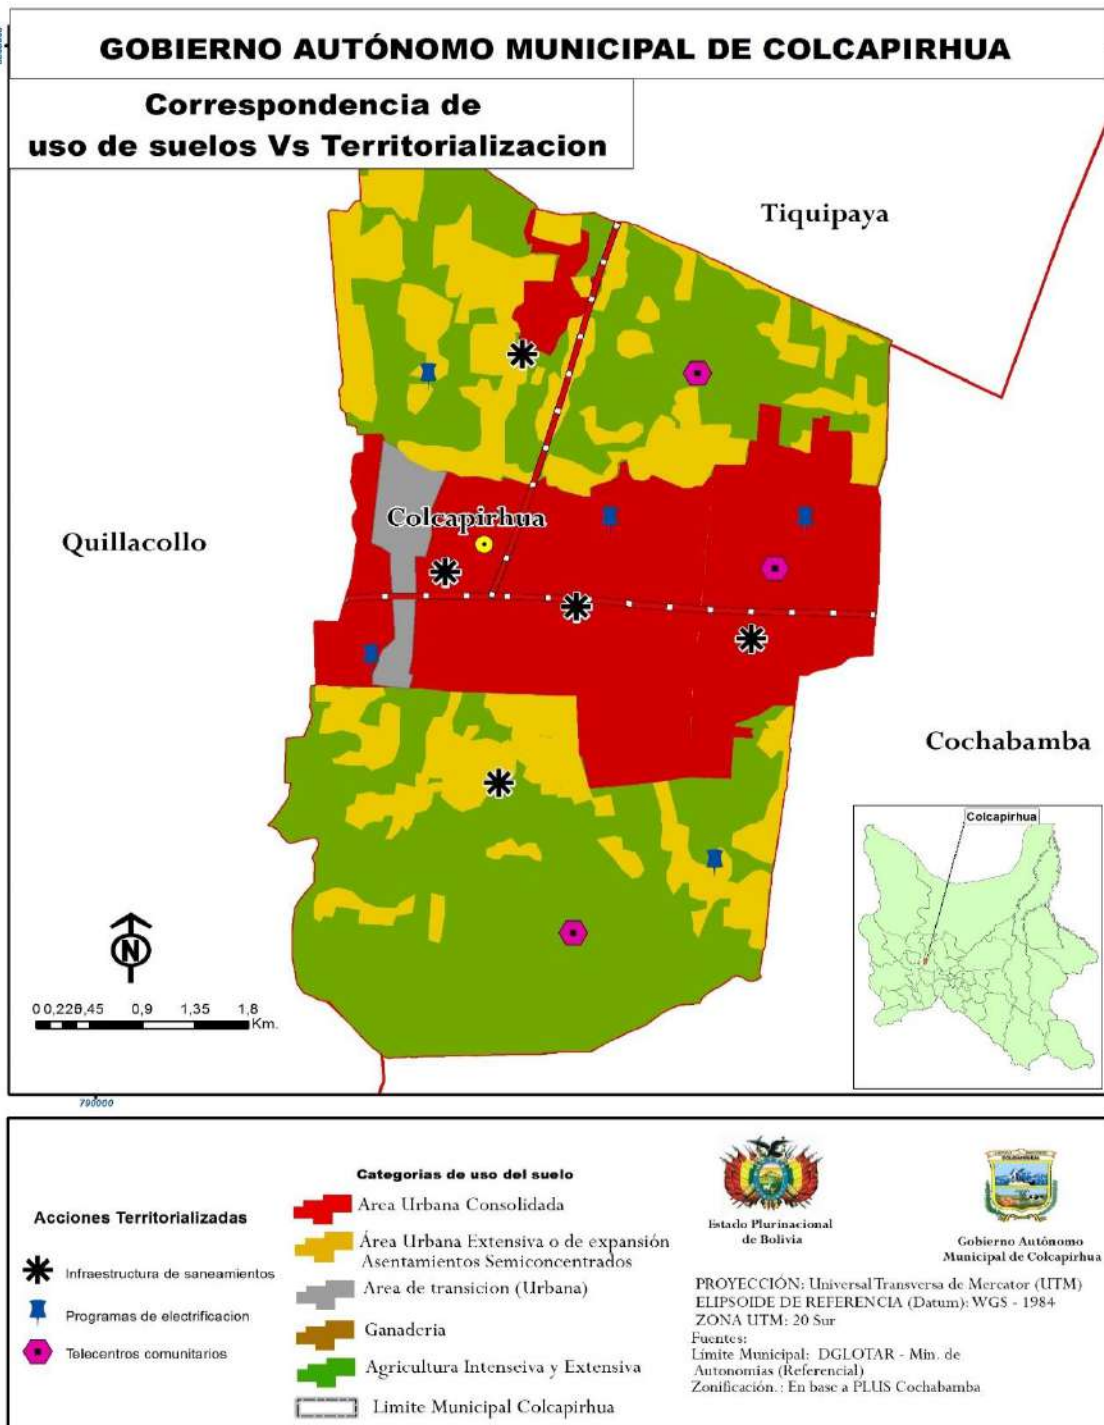 GOBIERNO AUTÓNOMO MUNICIPAL DE COLCAPIRHUA
Correspondencia de
uso de suelos Vs Territorializacion
Tiquipaya
Quillacollo
Colcapirhua
Cochabamba
Colcapirhua
N
0 0,225 0,45 0,9 1,35 1,8
Km.
790000
Acciones Territorializadas
Infraestructura de saneamientos
Programas de electrificacion
Telecentros comunitarios
Categorias de uso del suelo
Area Urbana Consolidada
Área Urbana Extensiva o de expansión
Asentamientos Semiconcentrados
Area de transicion (Urbana)
Ganaderia
Agricultura Intenseiva y Extensiva
Limite Municipal Colcapirhua
Estado Plurinacional
de Bolivia
Gobierno Autónomo
Municipal de Colcapirhua
PROYECCIÓN: Universal Transversa de Mercator (UTM)
ELIPSOIDE DE REFERENCIA (Datum): WGS - 1984
ZONA UTM: 20 Sur
Fuentes:
Límite Municipal: DGLOTAR - Min. de
Autonomías (Referencial)
Zonificación. : En base a PLUS Cochabamba